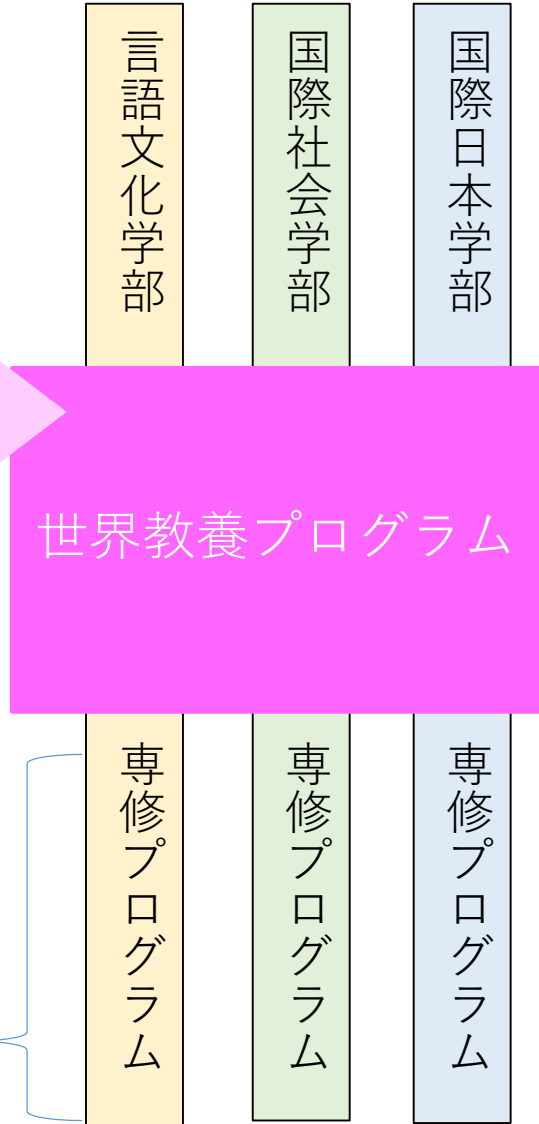 言語文化学部
国際社会学部
国際日本学部
世界教養プログラム
専修プログラム
専修プログラム
専修プログラム